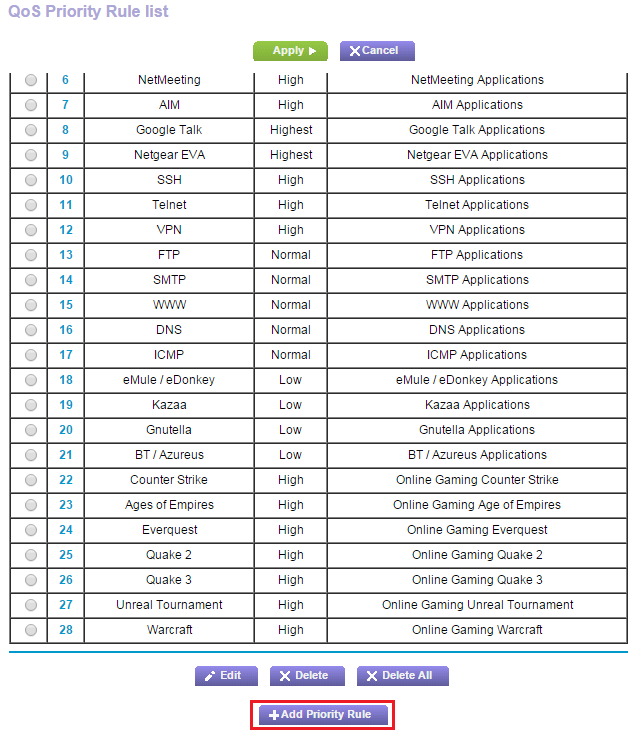 QoS Priority Rule list
Apply Cancel
6 NetMeeting High NetMeeting Applications
7 AIM High AIM Applications
8 Google Talk Highest Google Talk Applications
9 Netgear EVA Highest Netgear EVA Applications
10 SSH High SSH Applications
11 Telnet High Telnet Applications
12 VPN High VPN Applications
13 FTP Normal FTP Applications
14 SMTP Normal SMTP Applications
15 WWW Normal WWW Applications
16 DNS Normal DNS Applications
17 ICMP Normal ICMP Applications
18 eMule / eDonkey Low eMule / eDonkey Applications
19 Kazaa Low Kazaa Applications
20 Gnutella Low Gnutella Applications
21 BT / Azureus Low BT / Azureus Applications
22 Counter Strike High Online Gaming Counter Strike
23 Ages of Empires High Online Gaming Age of Empires
24 Everquest High Online Gaming Everquest
25 Quake 2 High Online Gaming Quake 2
26 Quake 3 High Online Gaming Quake 3
27 Unreal Tournament High Online Gaming Unreal Tournament
28 Warcraft High Online Gaming Warcraft
Edit Delete Delete All
Add Priority Rule